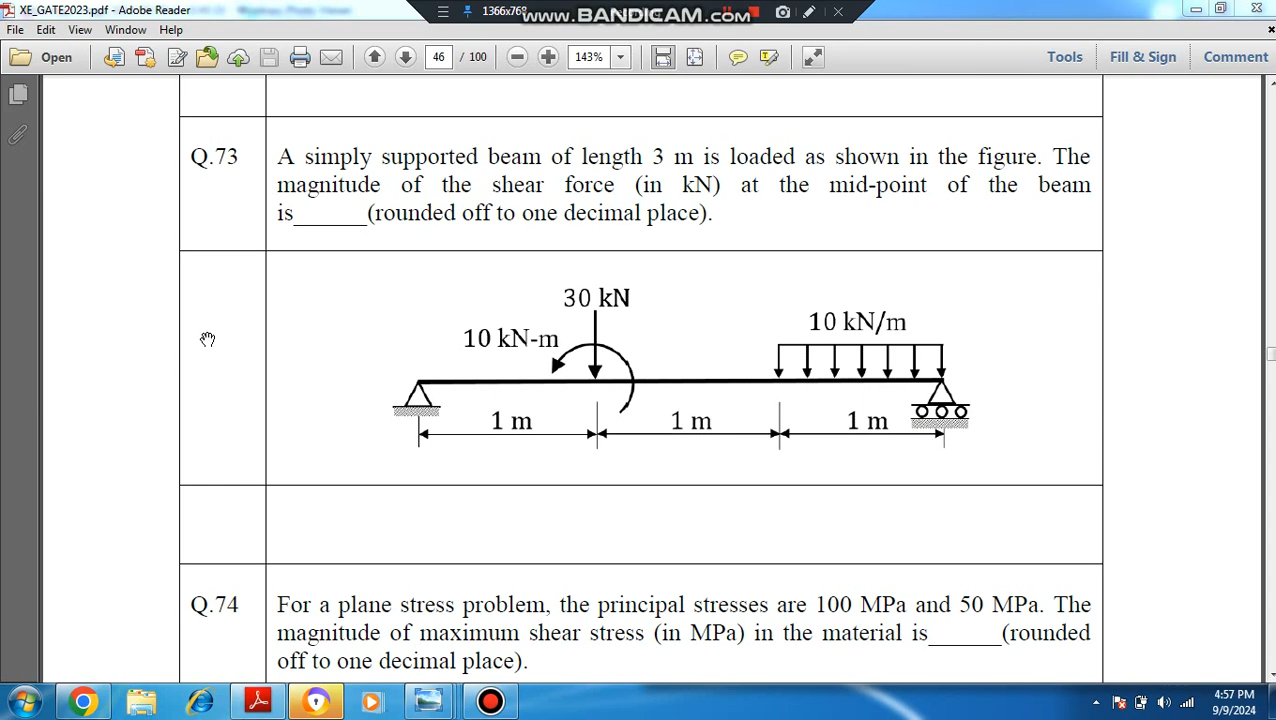 XE_GATE2023.pdf - Adobe Reader
1366x768
www.BANDICAM.com
File Edit View Window Help
Open
46 / 100
143%
Tools Fill & Sign Comment
Q.73
A simply supported beam of length 3 m is loaded as shown in the figure. The
magnitude of the shear force (in kN) at the mid-point of the beam
is______(rounded off to one decimal place).
30 kN
10 kN-m
10 kN/m
1 m 1 m 1 m
Q.74
For a plane stress problem, the principal stresses are 100 MPa and 50 MPa. The
magnitude of maximum shear stress (in MPa) in the material is______(rounded
off to one decimal place).
4:57 PM
9/9/2024